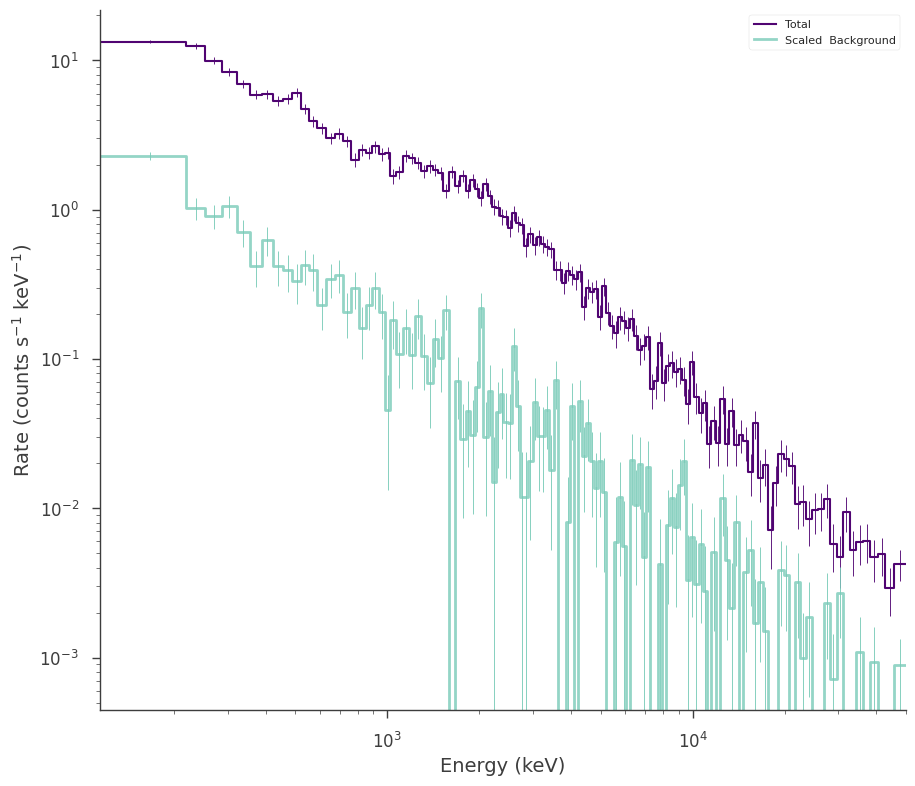 Total
Scaled  Background
10¹
10⁰
10⁻¹
10⁻²
10⁻³
Rate (counts s⁻¹ keV⁻¹)
10³
10⁴
Energy (keV)